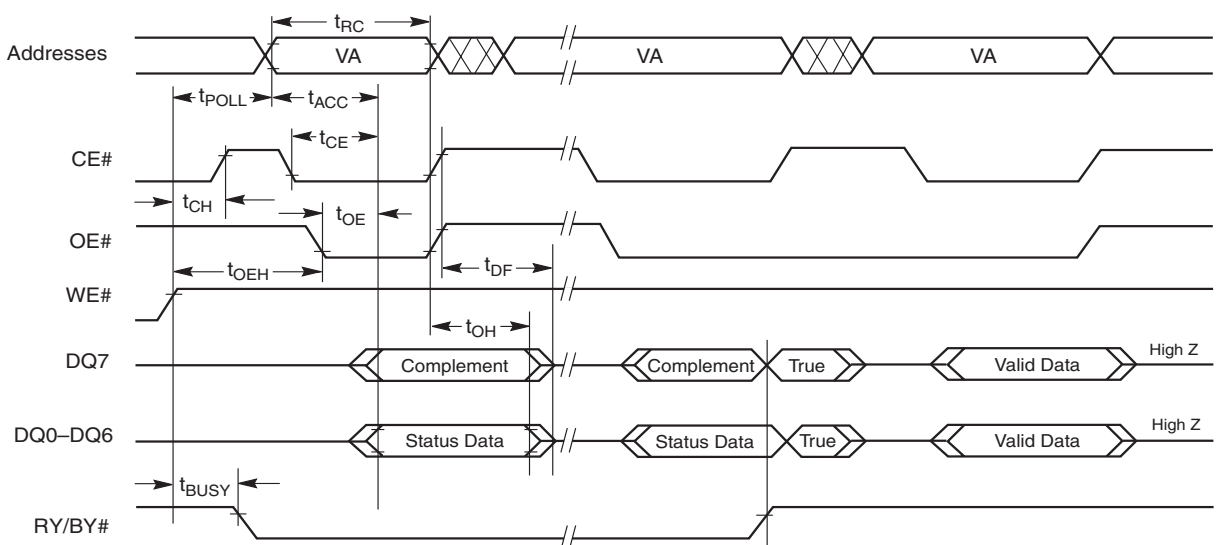 tRC
Addresses VA VA VA
tPOLL tACC
tCE
CE#
tCH
tOE
OE#
tOEH tDF
WE#
tOH
DQ7 Complement Complement True Valid Data High Z
DQ0–DQ6 Status Data Status Data True Valid Data High Z
tBUSY
RY/BY#